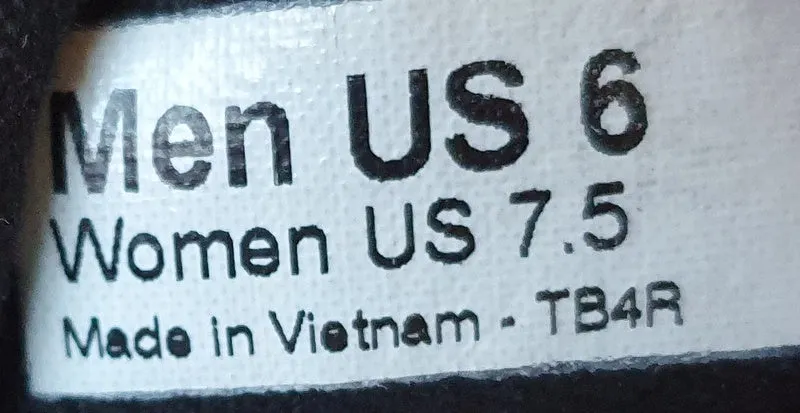 Men US 6
Women US 7.5
Made in Vietnam - TB4R